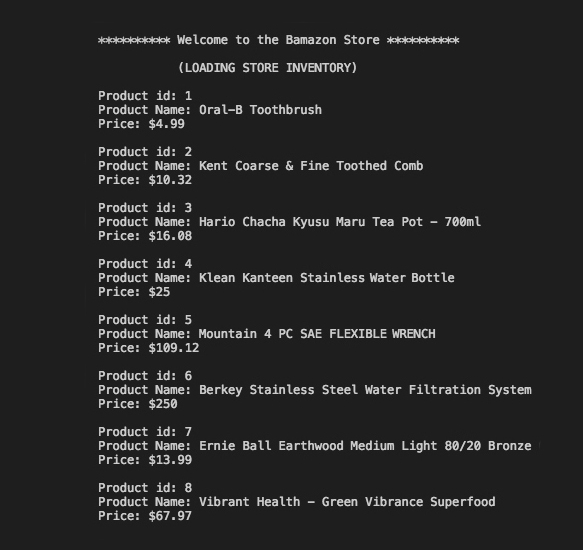 ********** Welcome to the Bamazon Store **********
(LOADING STORE INVENTORY)
Product id: 1
Product Name: Oral-B Toothbrush
Price: $4.99
Product id: 2
Product Name: Kent Coarse & Fine Toothed Comb
Price: $10.32
Product id: 3
Product Name: Hario Chacha Kyusu Maru Tea Pot - 700ml
Price: $16.08
Product id: 4
Product Name: Klean Kanteen Stainless Water Bottle
Price: $25
Product id: 5
Product Name: Mountain 4 PC SAE FLEXIBLE WRENCH
Price: $109.12
Product id: 6
Product Name: Berkey Stainless Steel Water Filtration System
Price: $250
Product id: 7
Product Name: Ernie Ball Earthwood Medium Light 80/20 Bronze
Price: $13.99
Product id: 8
Product Name: Vibrant Health - Green Vibrance Superfood
Price: $67.97